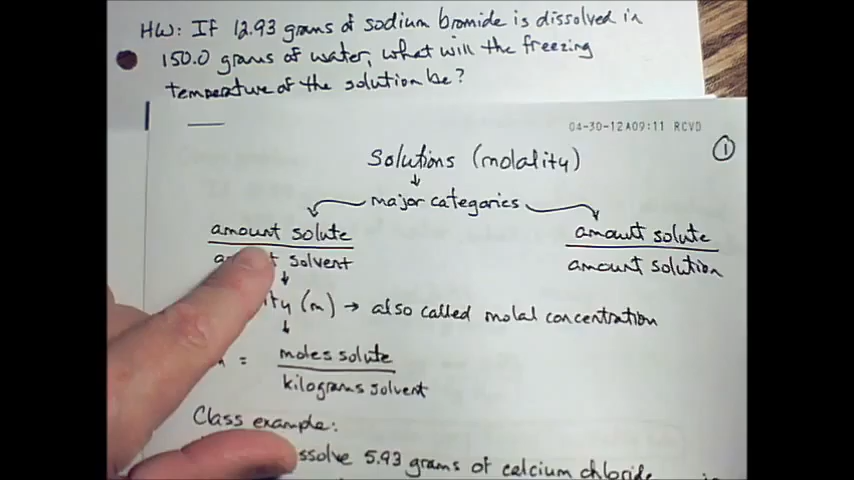 HW: If 12.93 grams of sodium bromide is dissolved in
150.0 grams of water, what will the freezing
temperature of the solution be?
04-30-12A09:11 RCVD
1
Solutions (molality)
major categories
amount solute
solvent
amount solute
amount solution
(m) → also called molal concentration
= moles solute
kilograms solvent
Class example:
5.93 grams of calcium chloride